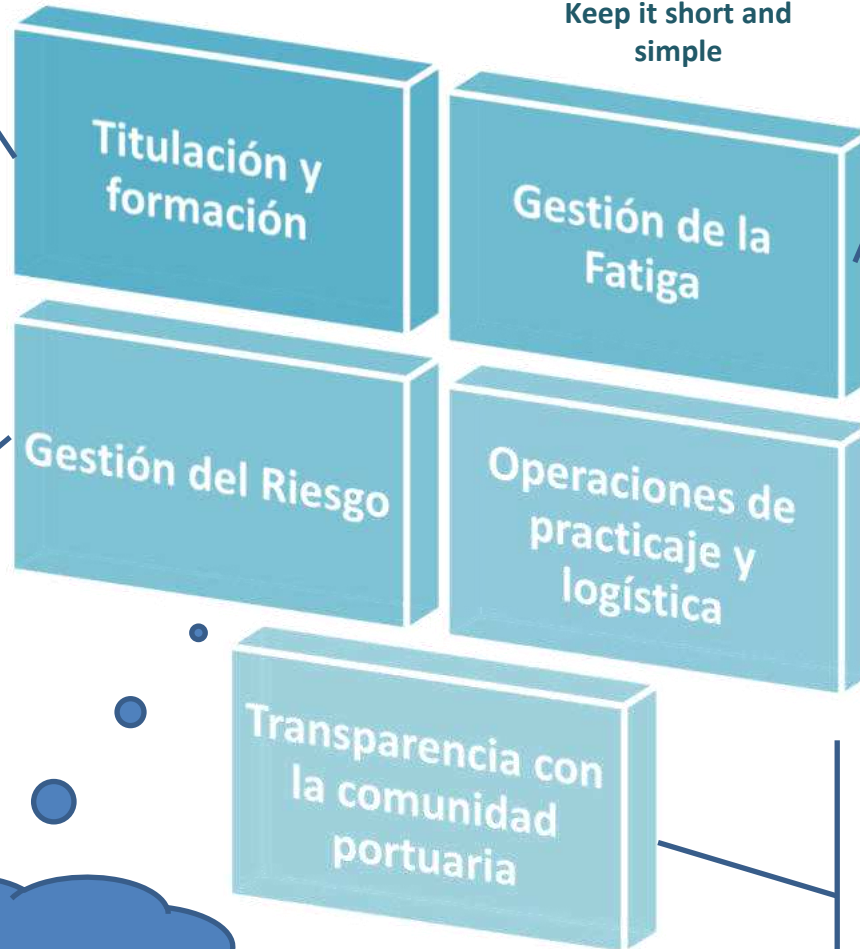 Keep it short and
simple
Titulación y
formación
Gestión de la
Fatiga
Gestión del Riesgo
Operaciones de
practicaje y
logística
Transparencia con
la comunidad
portuaria